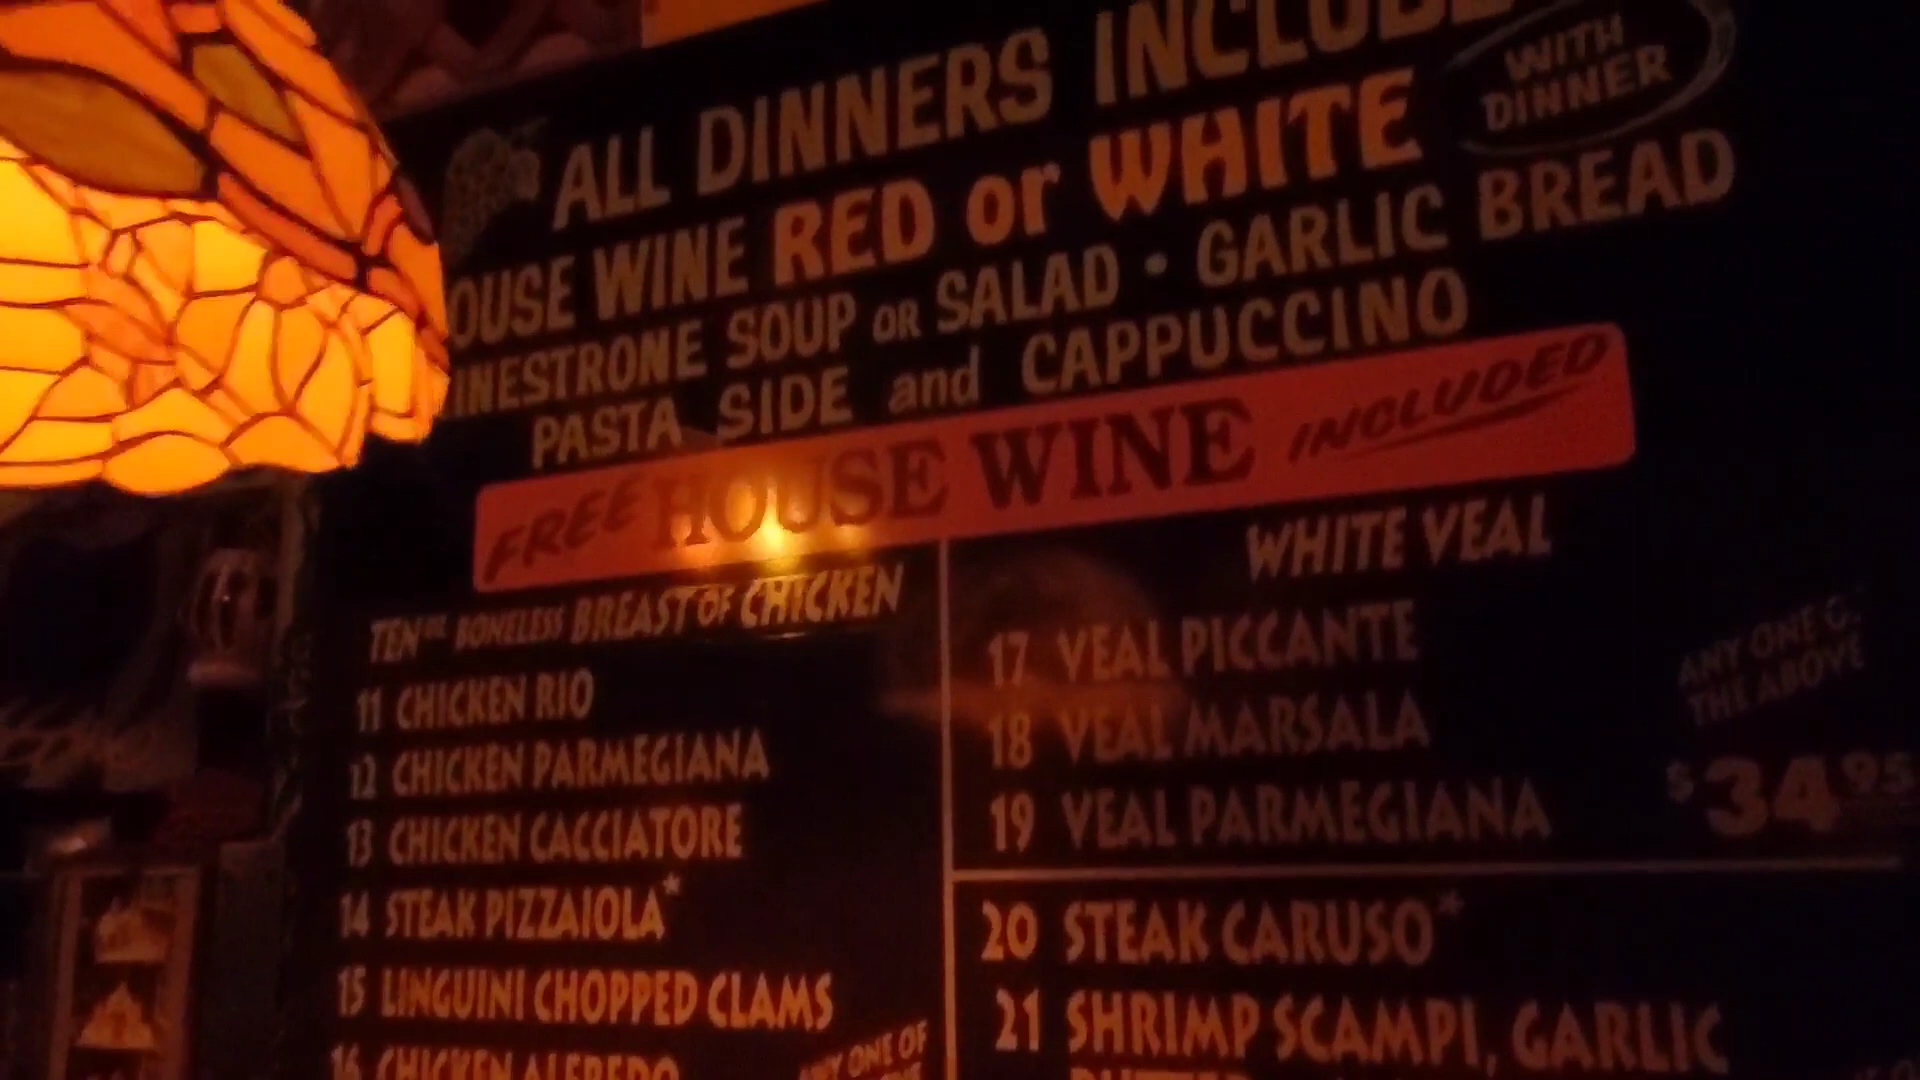 ALL DINNERS INCLUDE
WITH
DINNER
OUSE WINE RED or WHITE
INESTRONE SOUP OR SALAD • GARLIC BREAD
PASTA SIDE and CAPPUCCINO
FREE HOUSE WINE INCLUDED
BONELESS BREAST OF CHICKEN
11 CHICKEN RIO
12 CHICKEN PARMEGIANA
13 CHICKEN CACCIATORE
14 STEAK PIZZAIOLA*
15 LINGUINI CHOPPED CLAMS
16 CHICKEN ALFREDO
ANY ONE OF
WHITE VEAL
17 VEAL PICCANTE
18 VEAL MARSALA
19 VEAL PARMEGIANA
ANY ONE
THE ABOVE
$34.95
20 STEAK CARUSO*
21 SHRIMP SCAMPI, GARLIC